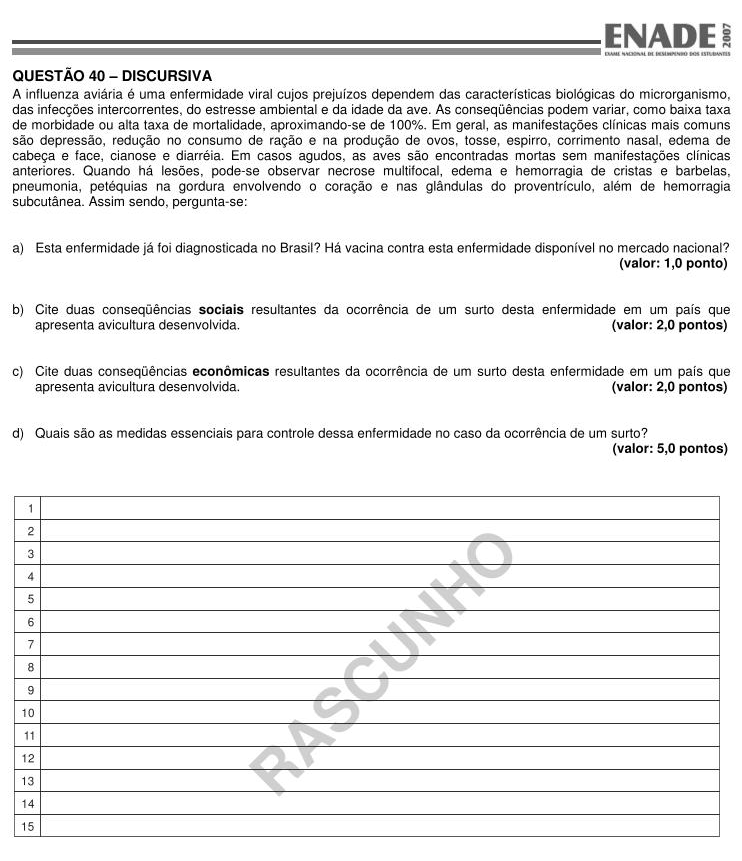 ENADE 2007
EXAME NACIONAL DE DESEMPENHO DOS ESTUDANTES
QUESTÃO 40 – DISCURSIVA
A influenza aviária é uma enfermidade viral cujos prejuízos dependem das características biológicas do microrganismo,
das infecções intercorrentes, do estresse ambiental e da idade da ave. As conseqüências podem variar, como baixa taxa
de morbidade ou alta taxa de mortalidade, aproximando-se de 100%. Em geral, as manifestações clínicas mais comuns
são depressão, redução no consumo de ração e na produção de ovos, tosse, espirro, corrimento nasal, edema de
cabeça e face, cianose e diarréia. Em casos agudos, as aves são encontradas mortas sem manifestações clínicas
anteriores. Quando há lesões, pode-se observar necrose multifocal, edema e hemorragia de cristas e barbelas,
pneumonia, petéquias na gordura envolvendo o coração e nas glândulas do proventrículo, além de hemorragia
subcutânea. Assim sendo, pergunta-se:
a) Esta enfermidade já foi diagnosticada no Brasil? Há vacina contra esta enfermidade disponível no mercado nacional?
(valor: 1,0 ponto)
b) Cite duas conseqüências sociais resultantes da ocorrência de um surto desta enfermidade em um país que
apresenta avicultura desenvolvida. (valor: 2,0 pontos)
c) Cite duas conseqüências econômicas resultantes da ocorrência de um surto desta enfermidade em um país que
apresenta avicultura desenvolvida. (valor: 2,0 pontos)
d) Quais são as medidas essenciais para controle dessa enfermidade no caso da ocorrência de um surto?
(valor: 5,0 pontos)
1
2
3
4
5
6
7
8
9
10
11
12
13
14
15
RASCUNHO